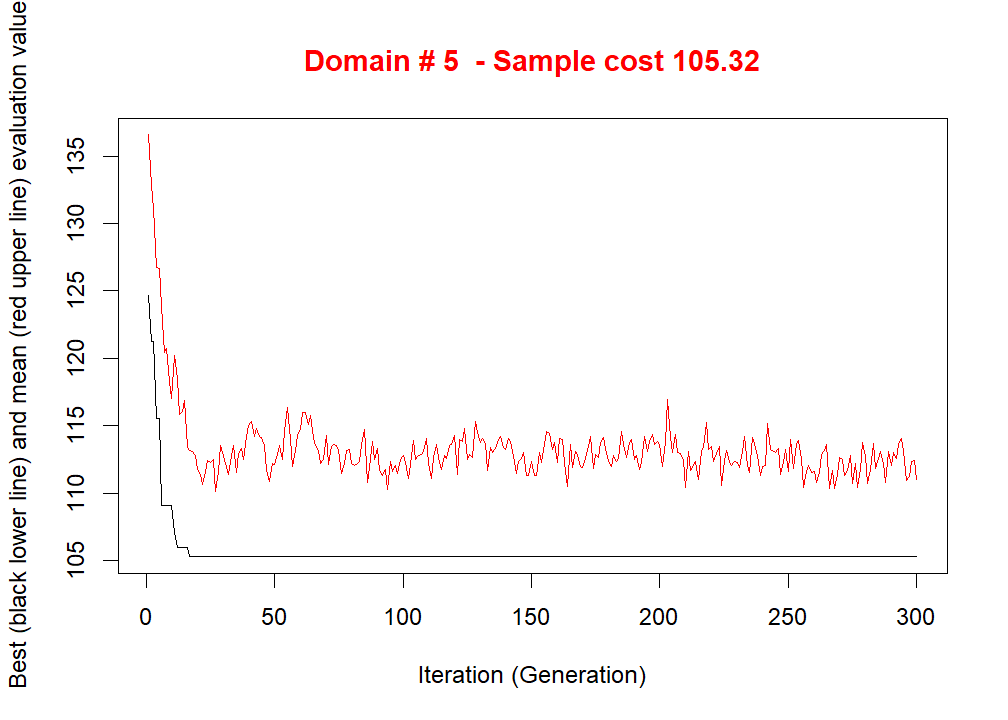 Domain # 5  - Sample cost 105.32
Best (black lower line) and mean (red upper line) evaluation value
135
130
125
120
115
110
105
0 50 100 150 200 250 300
Iteration (Generation)